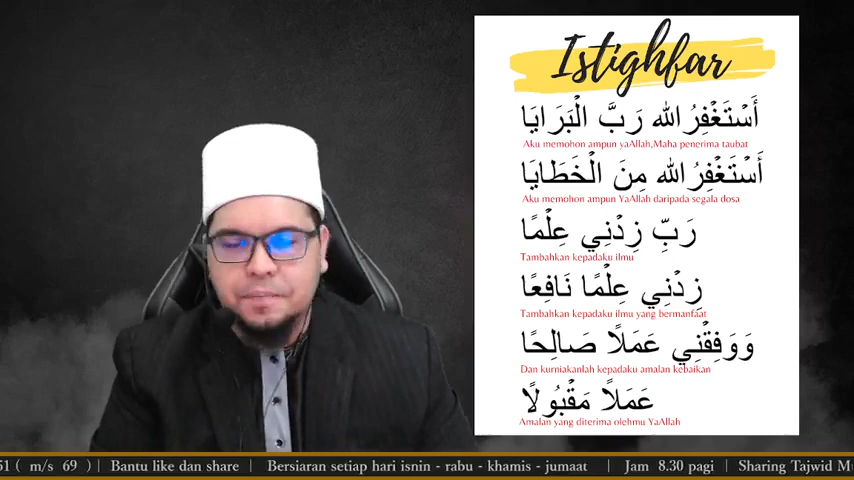 Istighfar
أَسْتَغْفِرُ الله رَبَّ الْبَرَايَا
Aku memohon ampun yaAllah,Maha penerima taubat
أَسْتَغْفِرُ الله مِنَ الْخَطَايَا
Aku memohon ampun YaAllah daripada segala dosa
رَبِّ زِدْنِي عِلْمًا
Tambahkan kepadaku ilmu
زِدْنِي عِلْمًا نَافِعًا
Tambahkan kepadaku ilmu yang bermanfaat
وَوَفِقْنِي عَمَلًا صَالِحًا
Dan kurniakanlah kepadaku amalan kebaikan
عَمَلًا مَقْبُولًا
Amalan yang diterima olehmu YaAllah
51 ( m/s 69 ) | Bantu like dan share | Bersiaran setiap hari isnin - rabu - khamis - jumaat | Jam 8.30 pagi | Sharing Tajwid